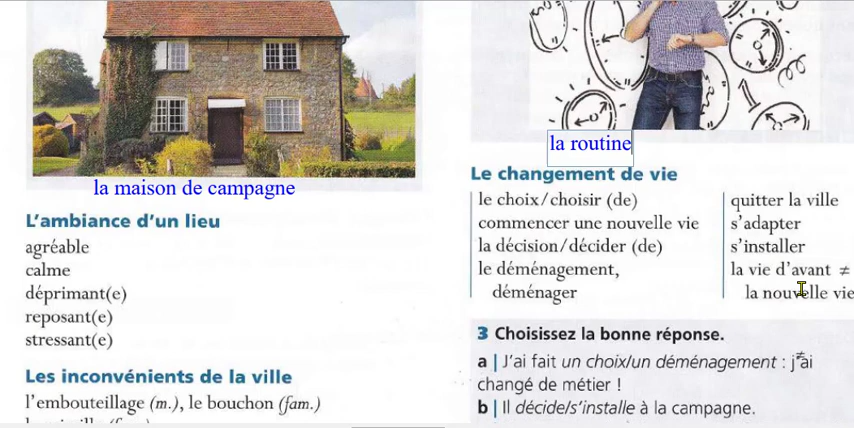 la maison de campagne
L'ambiance d'un lieu
agréable
calme
déprimant(e)
reposant(e)
stressant(e)
Les inconvénients de la ville
l'embouteillage (m.), le bouchon (fam.)
la routine
Le changement de vie
le choix/choisir (de)
commencer une nouvelle vie
la décision/décider (de)
le déménagement,
déménager
quitter la ville
s'adapter
s'installer
la vie d'avant ≠
la nouvelle vie
3 Choisissez la bonne réponse.
a | J'ai fait un choix/un déménagement : j'ai
changé de métier !
b | Il décide/s'installe à la campagne.